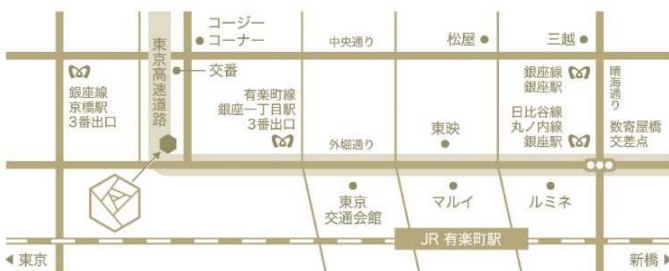 コージー
コーナー
中央通り
松屋
三越
東京高速道路
交番
銀座線
京橋駅
3番出口
有楽町線
銀座一丁目駅
3番出口
外堀通り
東映
銀座線
銀座駅
日比谷線
丸ノ内線
銀座駅
晴海通り
数寄屋橋
交差点
東京
交通会館
マルイ
ルミネ
JR 有楽町駅
東京
新橋